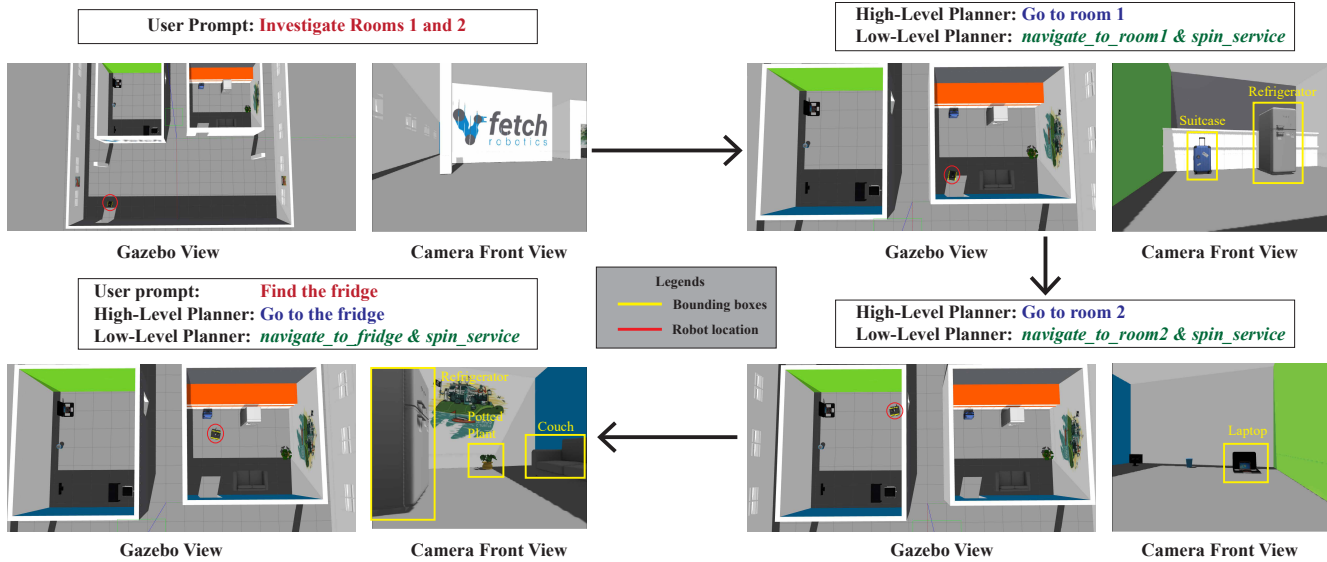 User Prompt: Investigate Rooms 1 and 2
fetch
robotics
Gazebo View
Camera Front View
High-Level Planner: Go to room 1
Low-Level Planner: navigate_to_room1 & spin_service
Suitcase
Refrigerator
Gazebo View
Camera Front View
User prompt: Find the fridge
High-Level Planner: Go to the fridge
Low-Level Planner: navigate_to_fridge & spin_service
Refrigerator
Potted
Plant
Couch
Gazebo View
Camera Front View
Legends
Bounding boxes
Robot location
High-Level Planner: Go to room 2
Low-Level Planner: navigate_to_room2 & spin_service
Laptop
Gazebo View
Camera Front View